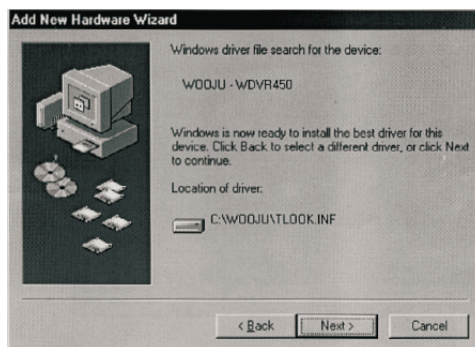 Add New Hardware Wizard
Windows driver file search for the device:
WOOJU - WDVR450
Windows is now ready to install the best driver for this
device. Click Back to select a different driver, or click Next
to continue.
Location of driver:
C:\WOOJU\TLOOK.INF
< Back
Next >
Cancel